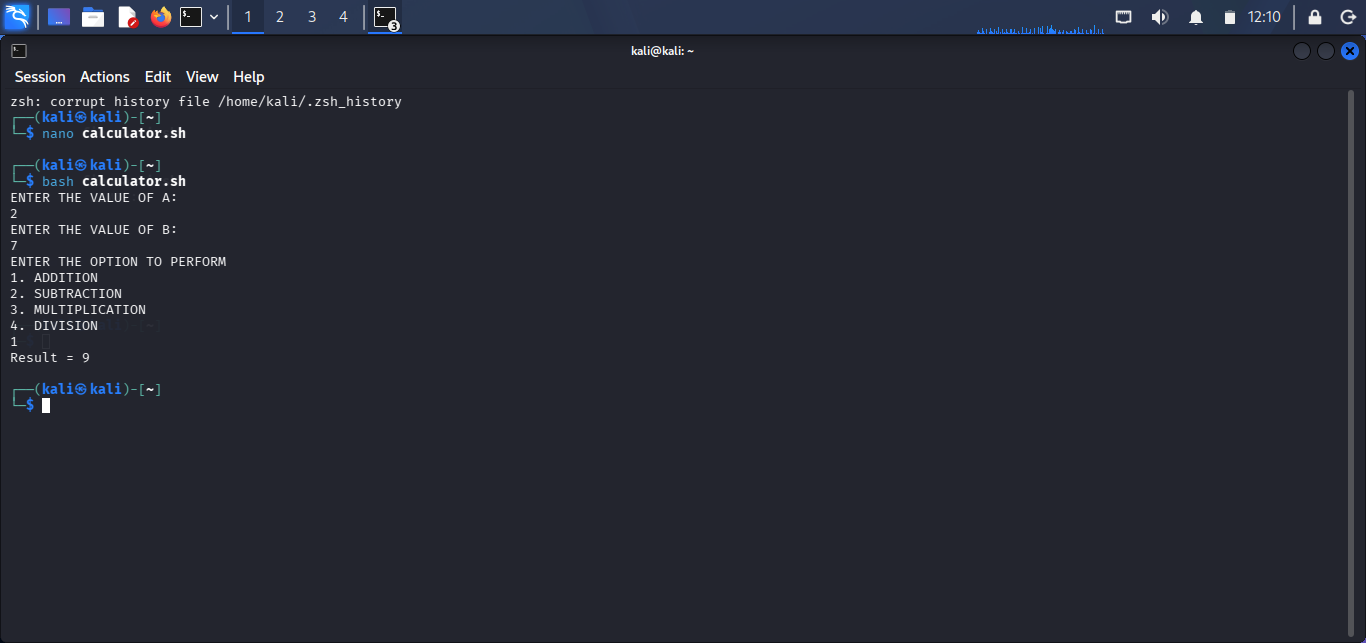 1 2 3 4 3 12:10
kali@kali: ~
Session Actions Edit View Help
zsh: corrupt history file /home/kali/.zsh_history
┌──(kali㉿kali)-[~]
└─$ nano calculator.sh
┌──(kali㉿kali)-[~]
└─$ bash calculator.sh
ENTER THE VALUE OF A:
2
ENTER THE VALUE OF B:
7
ENTER THE OPTION TO PERFORM
1. ADDITION
2. SUBTRACTION
3. MULTIPLICATION
4. DIVISION
1
Result = 9
┌──(kali㉿kali)-[~]
└─$